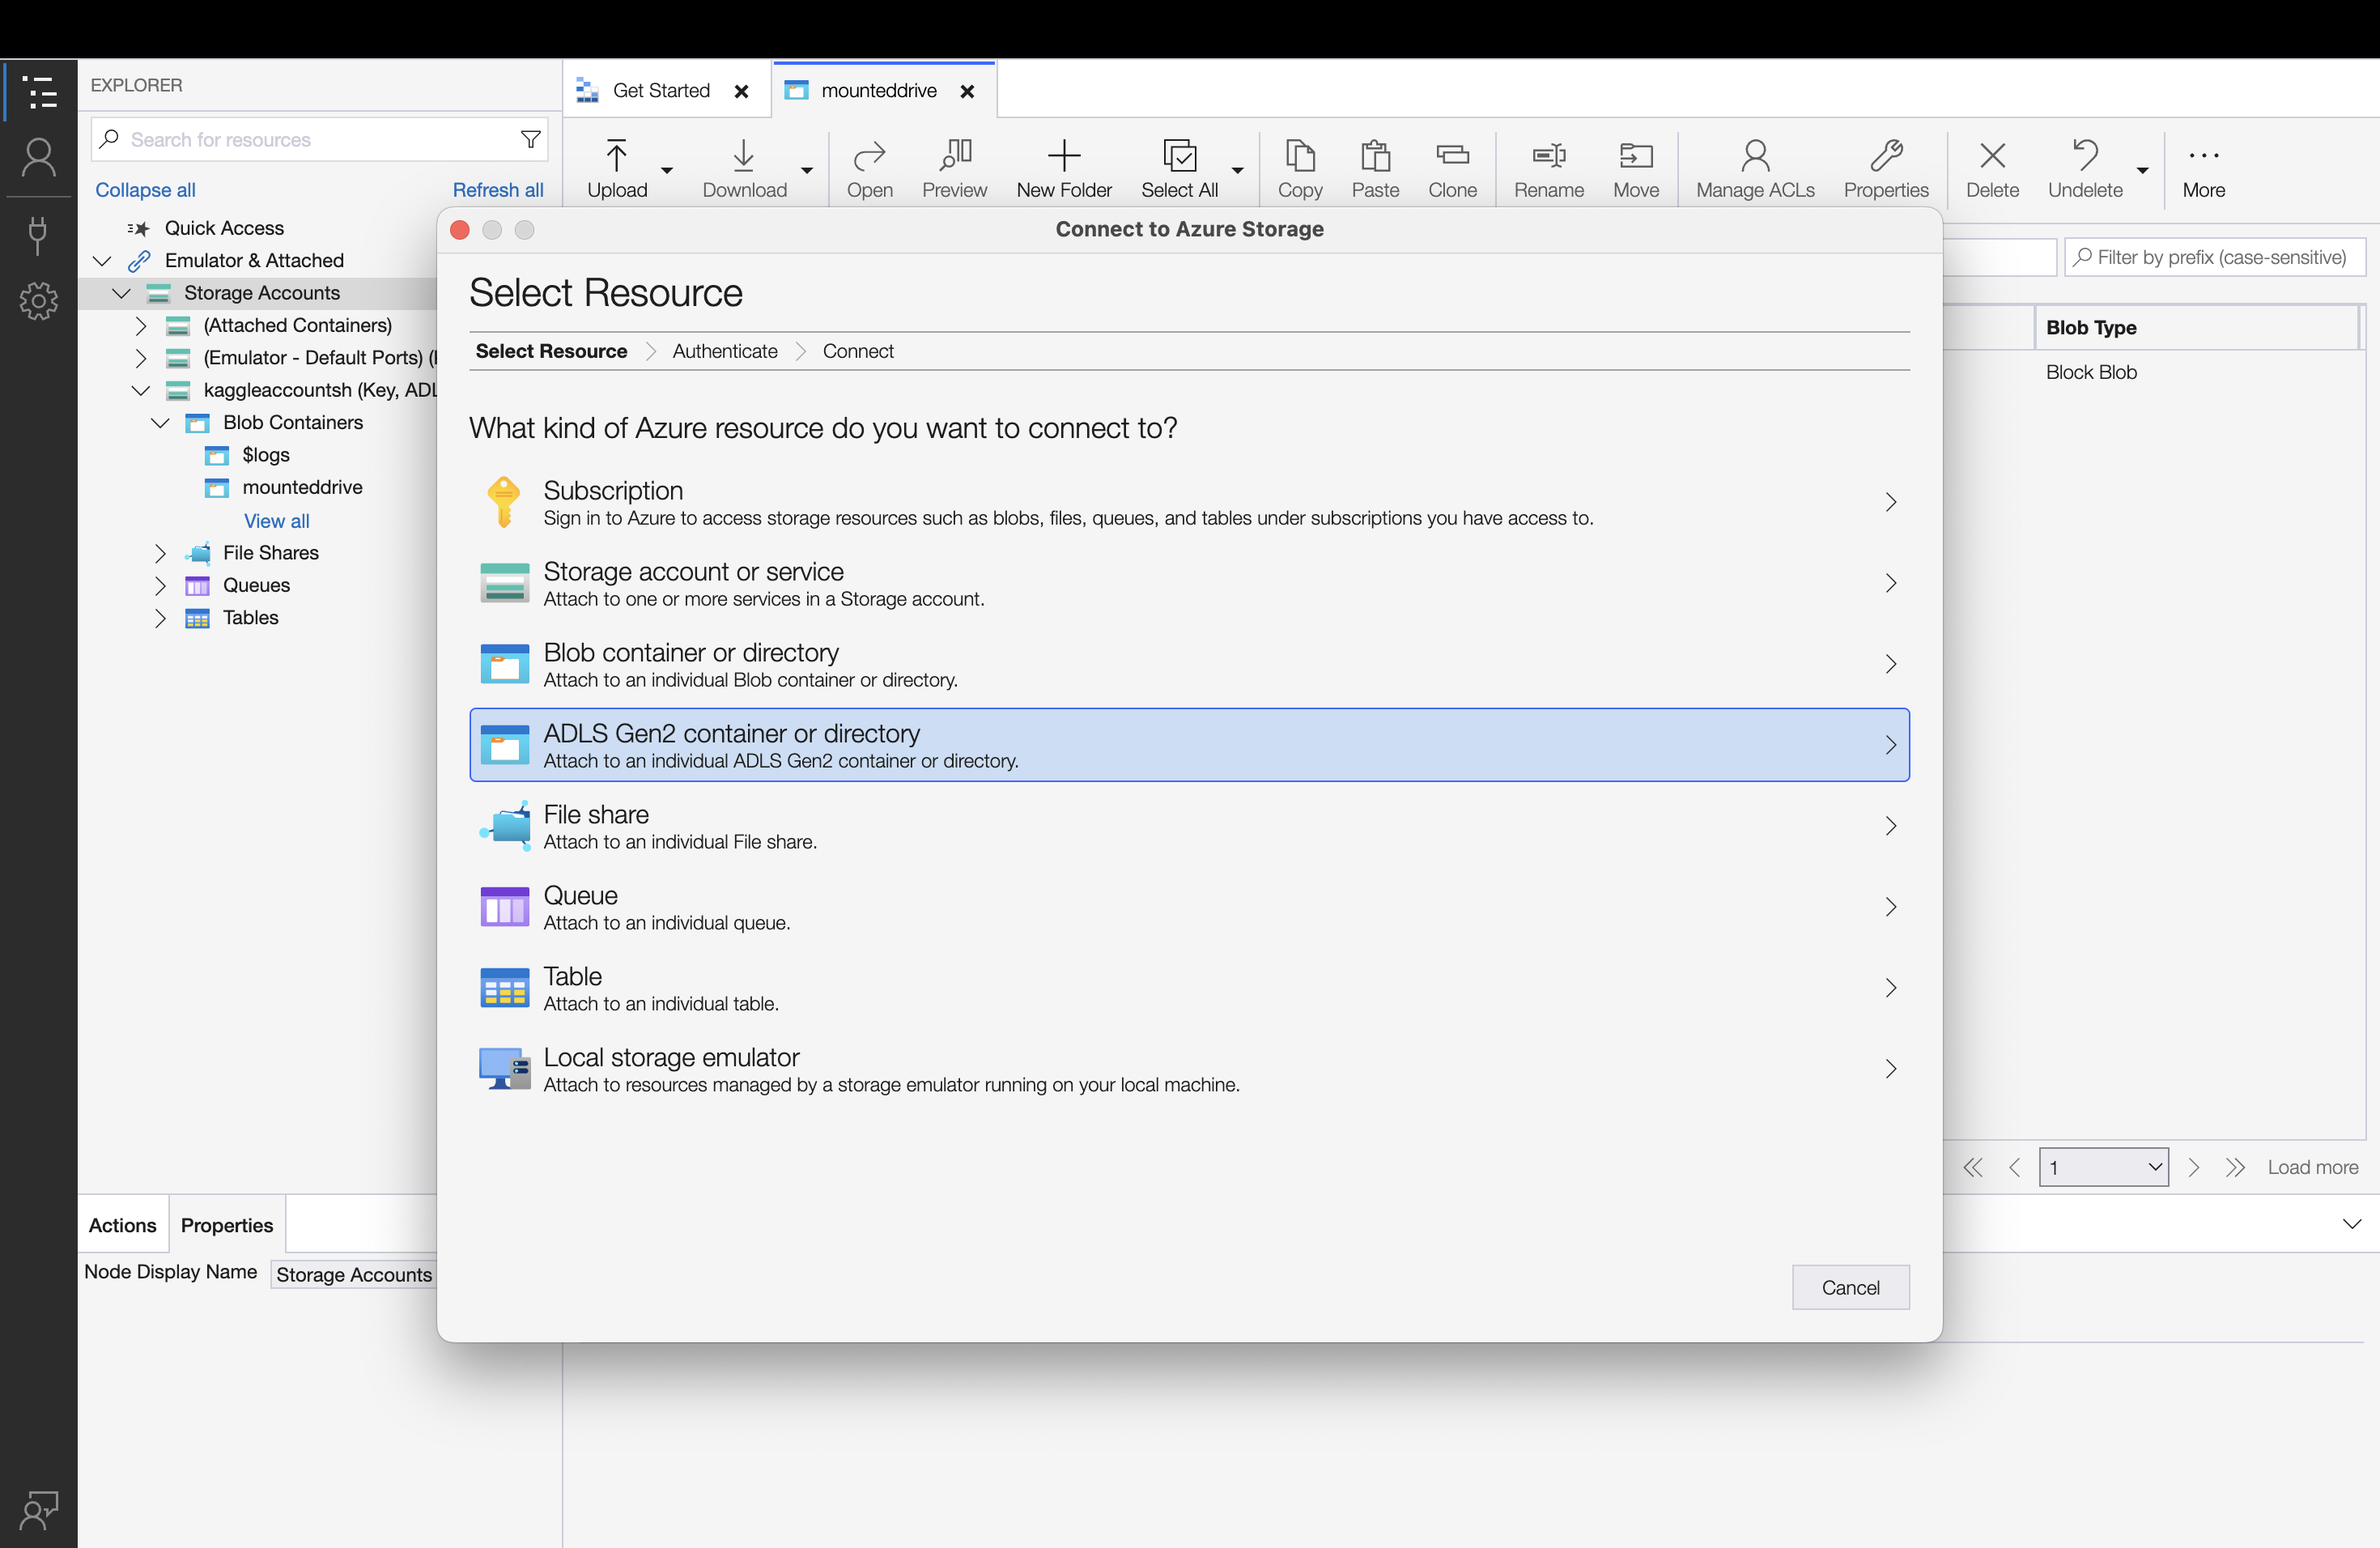 EXPLORER
Search for resources
Collapse all
Refresh all
Quick Access
Emulator & Attached
Storage Accounts
(Attached Containers)
(Emulator - Default Ports)
kaggleaccountsh (Key,
Blob Containers
$logs
mounteddrive
View all
File Shares
Queues
Tables
Actions
Properties
Node Display Name
Storage Accounts
Get Started
mounteddrive
Upload
Download
Open
Preview
New Folder
Select All
Copy
Paste
Clone
Rename
Move
Manage ACLs
Properties
Delete
Undelete
More
Filter by prefix (case-sensitive)
Blob Type
Block Blob
1
Load more
Connect to Azure Storage
Select Resource
Select Resource
Authenticate
Connect
What kind of Azure resource do you want to connect to?
Subscription
Sign in to Azure to access storage resources such as blobs, files, queues, and tables under subscriptions you have access to.
Storage account or service
Attach to one or more services in a Storage account.
Blob container or directory
Attach to an individual Blob container or directory.
ADLS Gen2 container or directory
Attach to an individual ADLS Gen2 container or directory.
File share
Attach to an individual File share.
Queue
Attach to an individual queue.
Table
Attach to an individual table.
Local storage emulator
Attach to resources managed by a storage emulator running on your local machine.
Cancel